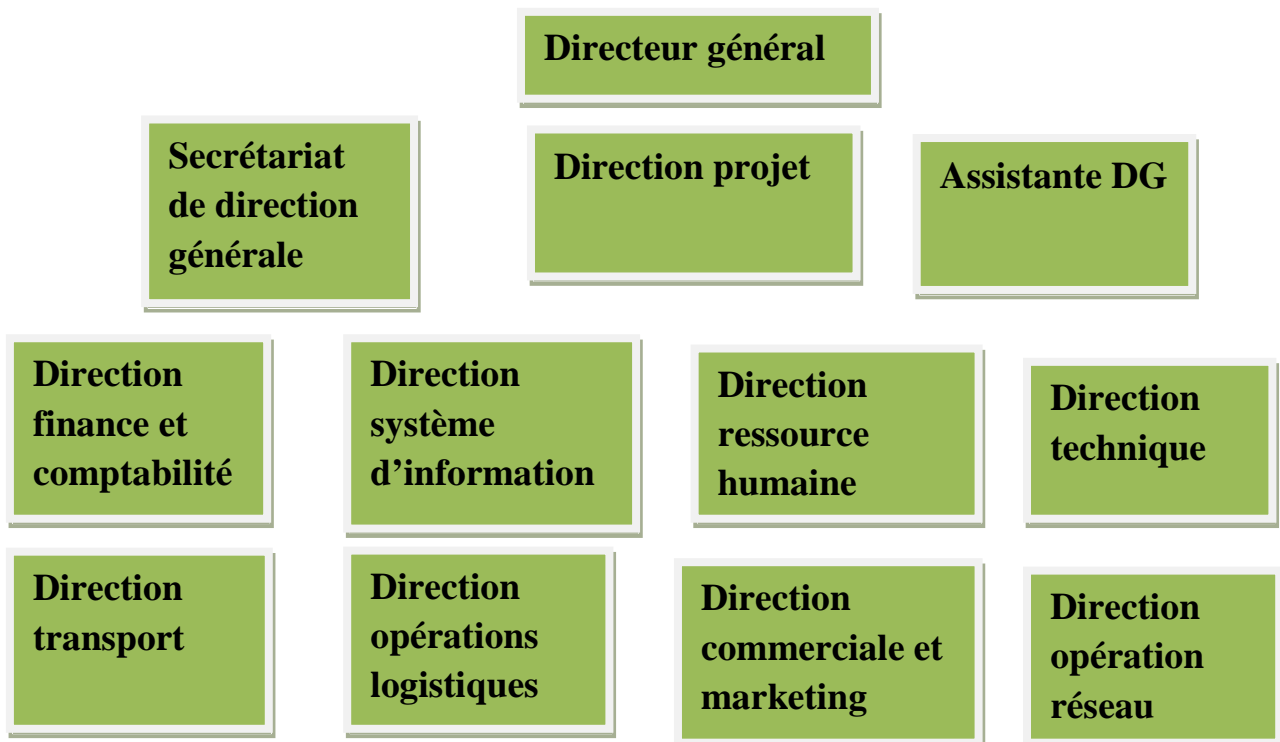 Directeur général
Secrétariat
de direction
générale
Direction projet
Assistante DG
Direction
finance et
comptabilité
Direction
système
d’information
Direction
ressource
humaine
Direction
technique
Direction
transport
Direction
opérations
logistiques
Direction
commerciale et
marketing
Direction
opération
réseau